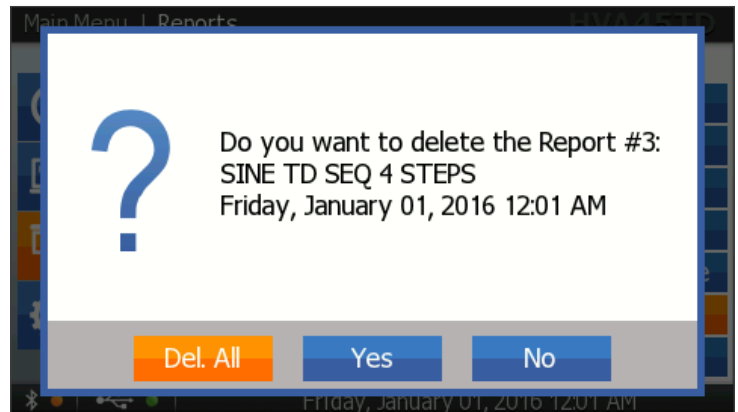 Main Menu | Reports
HVA45TD
?
Do you want to delete the Report #3:
SINE TD SEQ 4 STEPS
Friday, January 01, 2016 12:01 AM
Del. All
Yes
No
Friday, January 01, 2016 12:01 AM